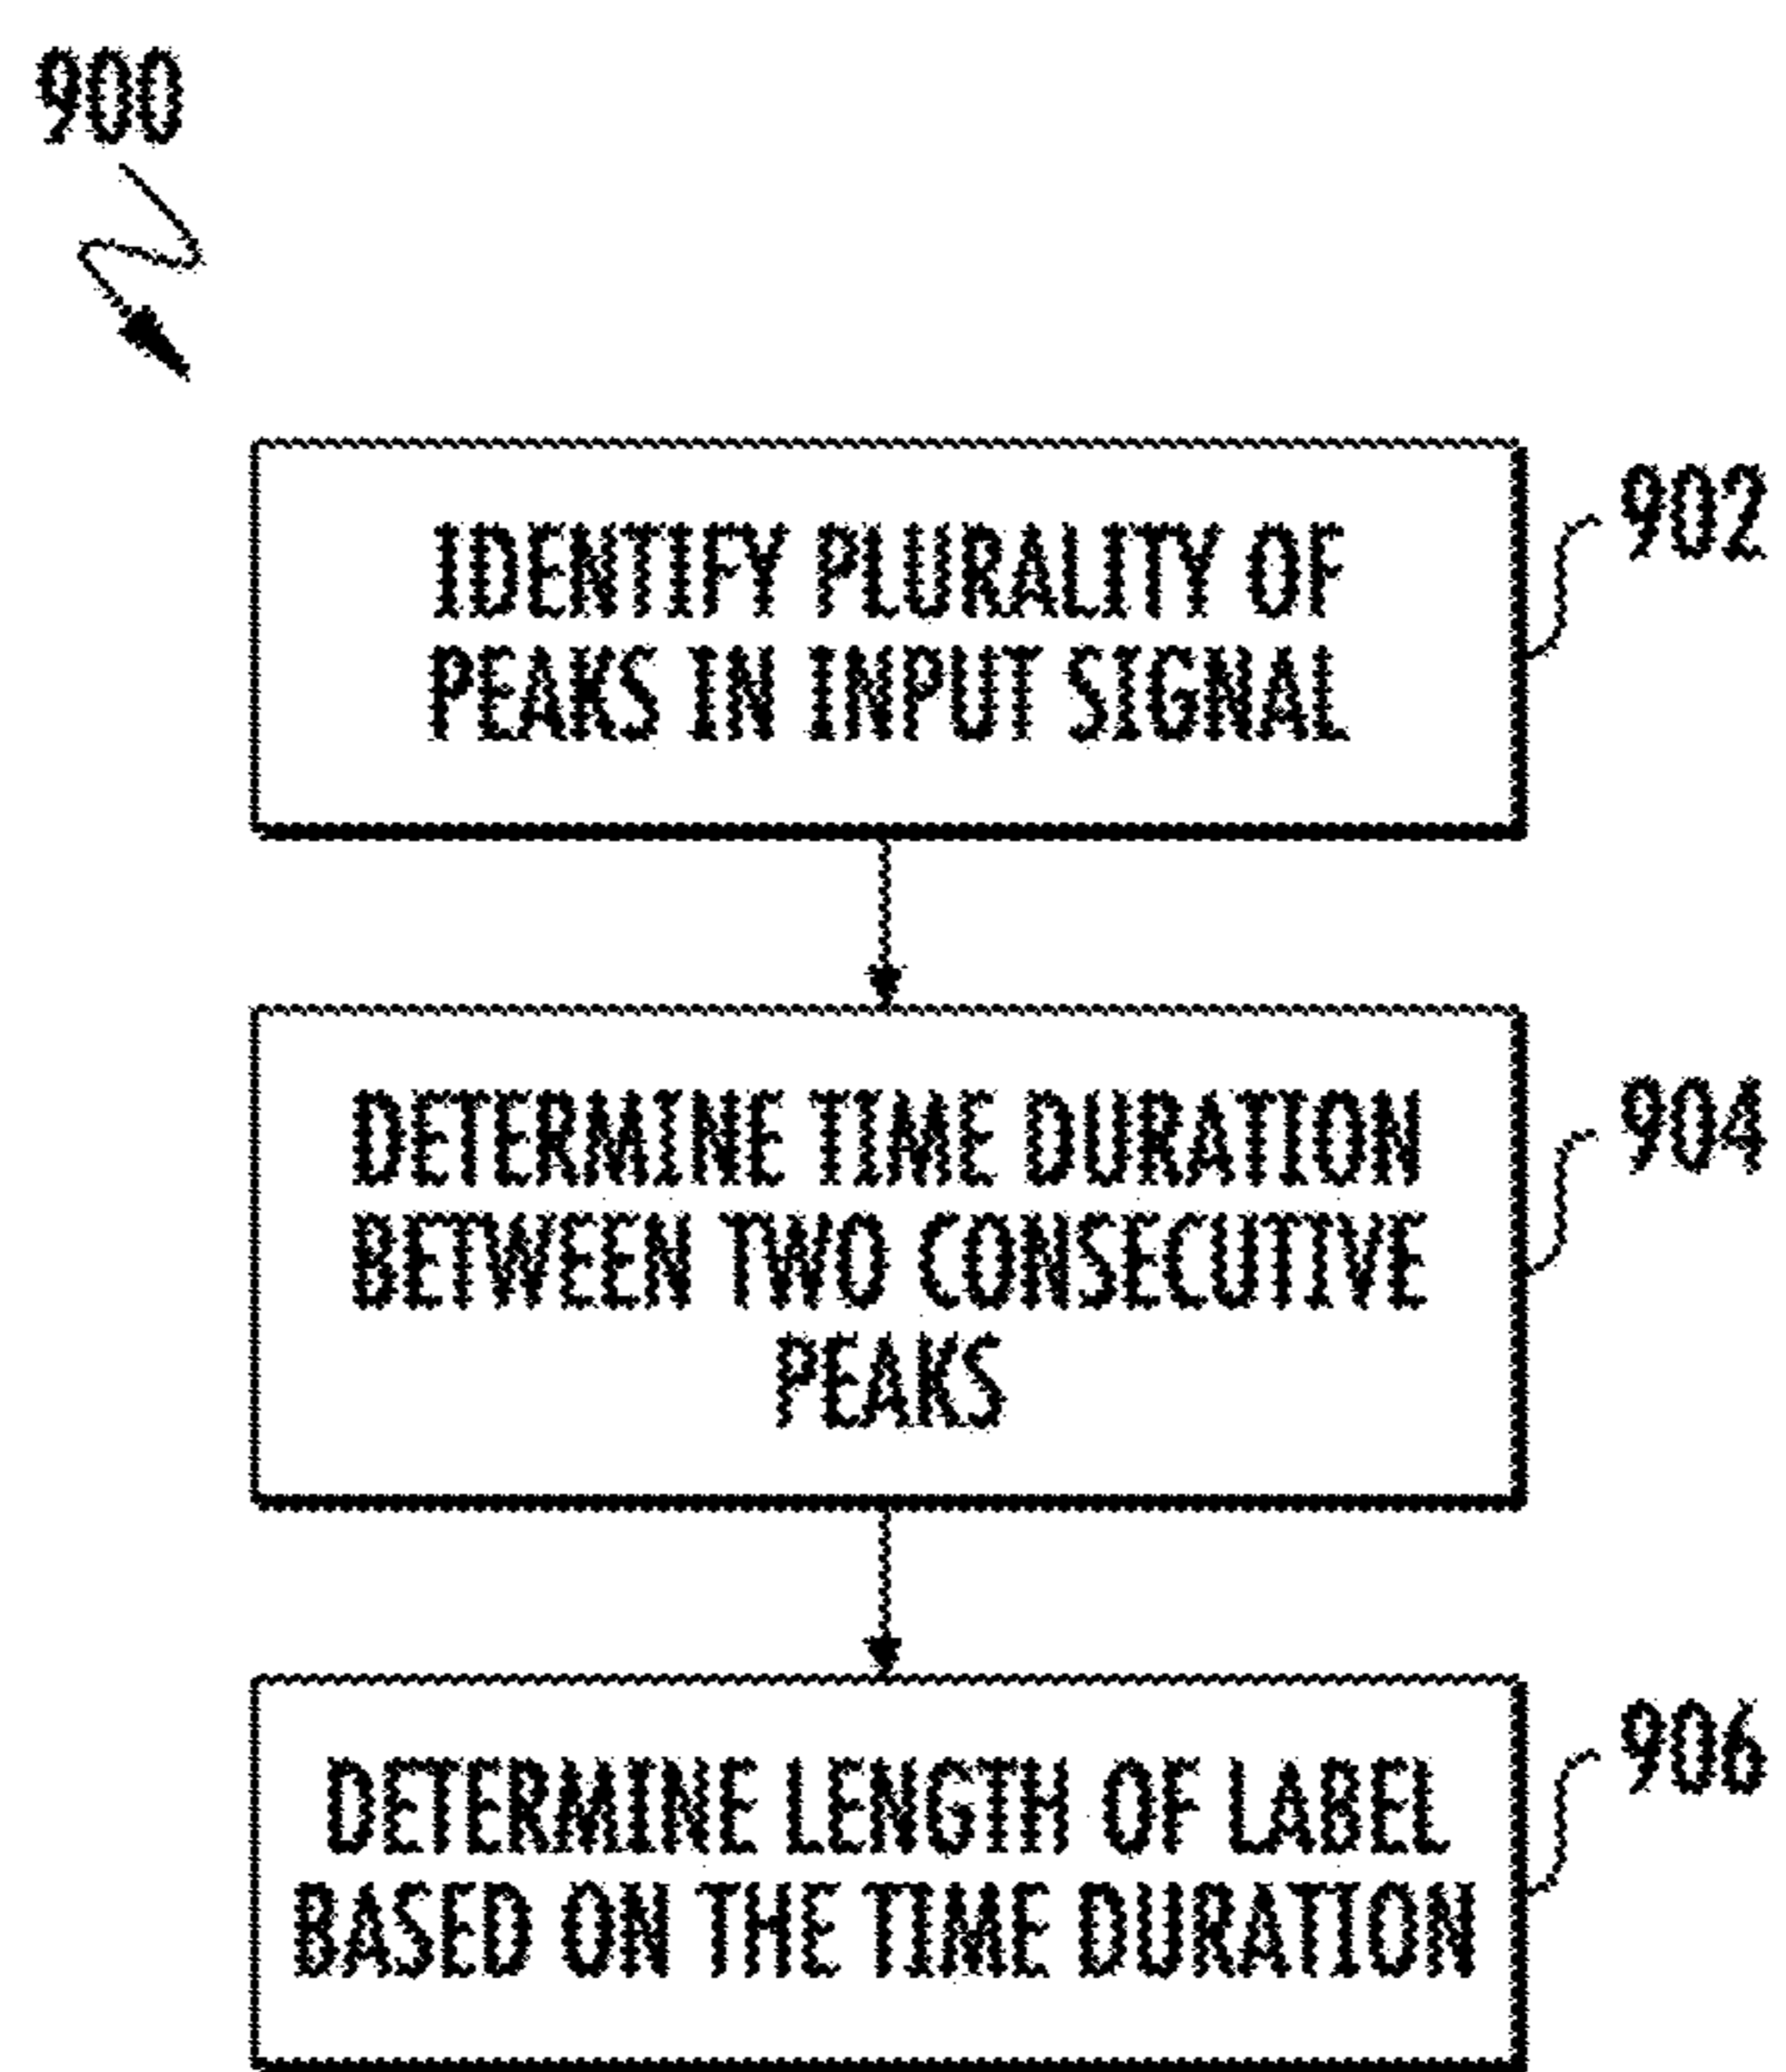 900
IDENTIFY PLURALITY OF
PEAKS IN INPUT SIGNAL
902
DETERMINE TIME DURATION
BETWEEN TWO CONSECUTIVE
PEAKS
904
DETERMINE LENGTH OF LABEL
BASED ON THE TIME DURATION
906